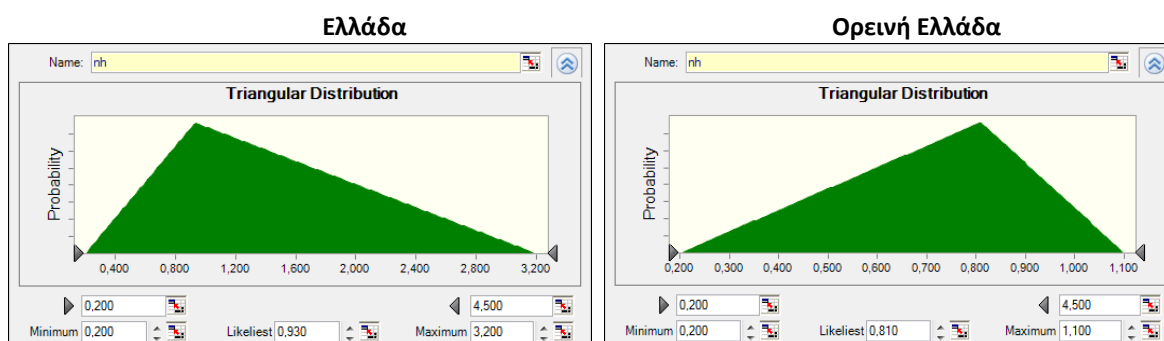 Ελλάδα
Name: nh
Triangular Distribution
Probability
0,400 0,800 1,200 1,600 2,000 2,400 2,800 3,200
0,200 4,500
Minimum 0,200 Likeliest 0,930 Maximum 3,200
Ορεινή Ελλάδα
Name: nh
Triangular Distribution
Probability
0,200 0,300 0,400 0,500 0,600 0,700 0,800 0,900 1,000 1,100
0,200 4,500
Minimum 0,200 Likeliest 0,810 Maximum 1,100